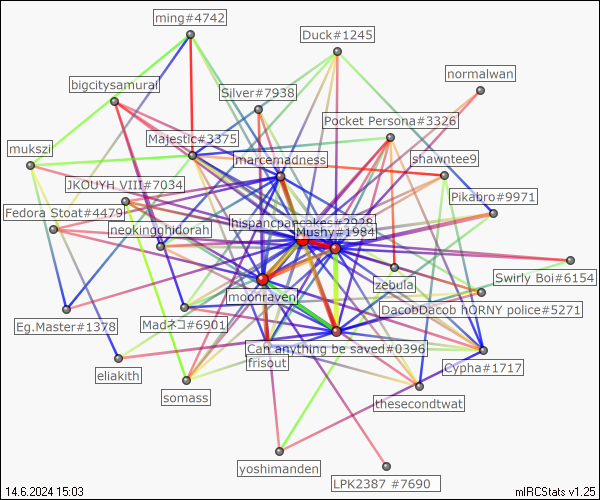 ming#4742
Duck#1245
normalwan
bigcitysamurai
Silver#7938
Pocket Persona#3326
Majestic#3375
mukszi
marcemadness
shawntee9
JKOUYH VIII#7034
Pikabro#9971
Fedora Stoat#4479
hispancpancakes#2928
neokingghidorah
Mushy#1984
Swirly Boi#6154
zebula
moonraven
DacobDacob hORNY police#5271
Eg.Master#1378
Madネコ#6901
Can anything be saved#0396
frisout
Cypha#1717
eliakith
somass
thesecondtwat
yoshimanden
LPK2387 #7690
14.6.2024 15:03
mIRCStats v1.25